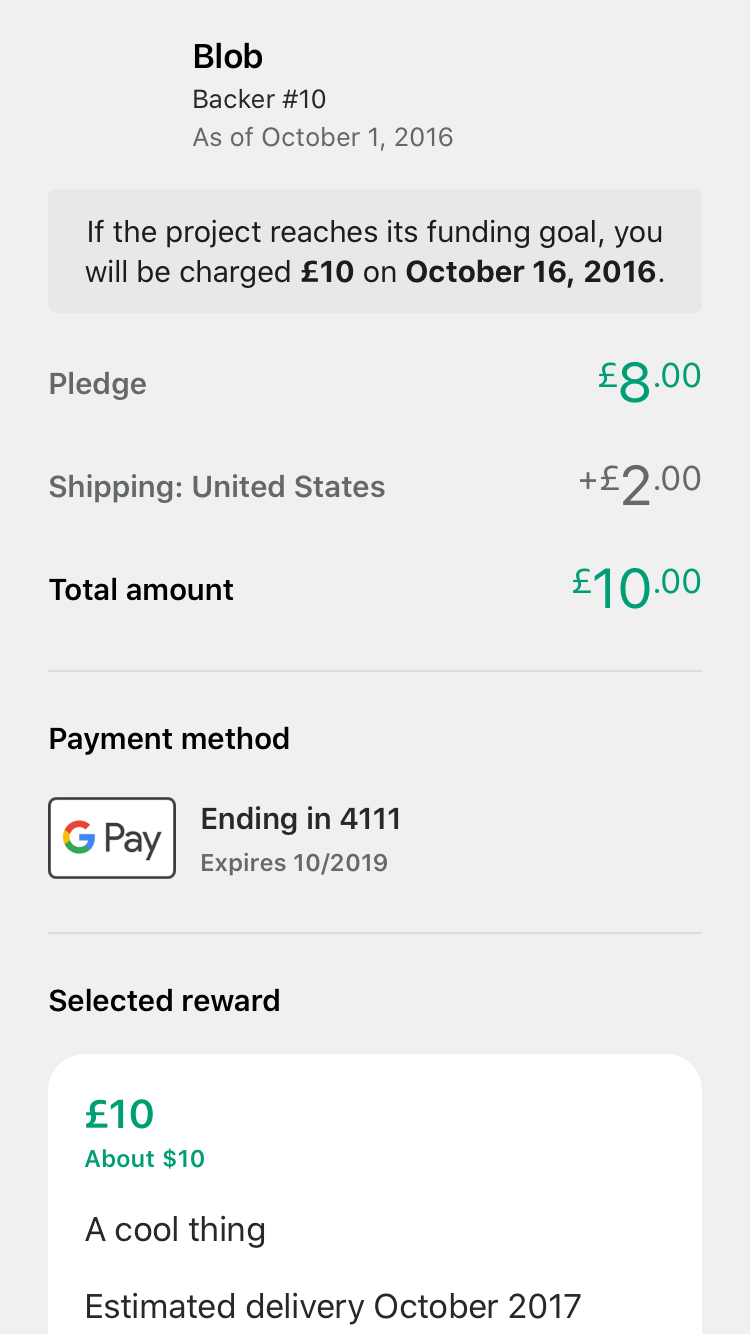 Blob
Backer #10
As of October 1, 2016
If the project reaches its funding goal, you
will be charged £10 on October 16, 2016.
Pledge £8.00
Shipping: United States +£2.00
Total amount £10.00
Payment method
G Pay Ending in 4111
Expires 10/2019
Selected reward
£10
About $10
A cool thing
Estimated delivery October 2017